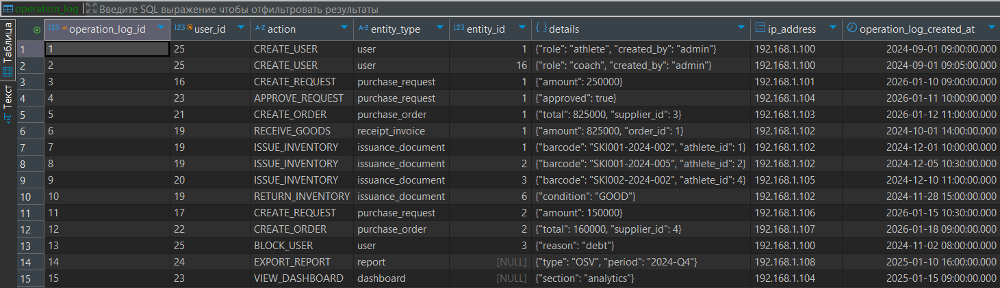 operation_log Введите SQL выражение чтобы отфильтровать результаты
Таблица
Текст
123 operation_log_id 123 user_id A-Z action A-Z entity_type 123 entity_id {} details ip_address operation_log_created_at
1 1 25 CREATE_USER user 1 {"role": "athlete", "created_by": "admin"} 192.168.1.100 2024-09-01 09:00:00.000
2 2 25 CREATE_USER user 16 {"role": "coach", "created_by": "admin"} 192.168.1.100 2024-09-01 09:05:00.000
3 3 16 CREATE_REQUEST purchase_request 1 {"amount": 250000} 192.168.1.101 2026-01-10 09:00:00.000
4 4 23 APPROVE_REQUEST purchase_request 1 {"approved": true} 192.168.1.104 2026-01-11 10:00:00.000
5 5 21 CREATE_ORDER purchase_order 1 {"total": 825000, "supplier_id": 3} 192.168.1.103 2026-01-12 11:00:00.000
6 6 19 RECEIVE_GOODS receipt_invoice 1 {"amount": 825000, "order_id": 1} 192.168.1.102 2024-10-01 14:00:00.000
7 7 19 ISSUE_INVENTORY issuance_document 1 {"barcode": "SKI001-2024-002", "athlete_id": 1} 192.168.1.102 2024-12-01 10:00:00.000
8 8 19 ISSUE_INVENTORY issuance_document 2 {"barcode": "SKI001-2024-005", "athlete_id": 2} 192.168.1.102 2024-12-05 10:30:00.000
9 9 20 ISSUE_INVENTORY issuance_document 3 {"barcode": "SKI002-2024-002", "athlete_id": 4} 192.168.1.105 2024-12-10 11:00:00.000
10 10 19 RETURN_INVENTORY issuance_document 6 {"condition": "GOOD"} 192.168.1.102 2024-11-28 15:00:00.000
11 11 17 CREATE_REQUEST purchase_request 2 {"amount": 150000} 192.168.1.106 2026-01-15 10:30:00.000
12 12 22 CREATE_ORDER purchase_order 2 {"total": 160000, "supplier_id": 4} 192.168.1.107 2026-01-18 09:00:00.000
13 13 25 BLOCK_USER user 3 {"reason": "debt"} 192.168.1.100 2024-11-02 08:00:00.000
14 14 24 EXPORT_REPORT report [NULL] {"type": "OSV", "period": "2024-Q4"} 192.168.1.108 2025-01-10 16:00:00.000
15 15 23 VIEW_DASHBOARD dashboard [NULL] {"section": "analytics"} 192.168.1.104 2025-01-15 09:00:00.000